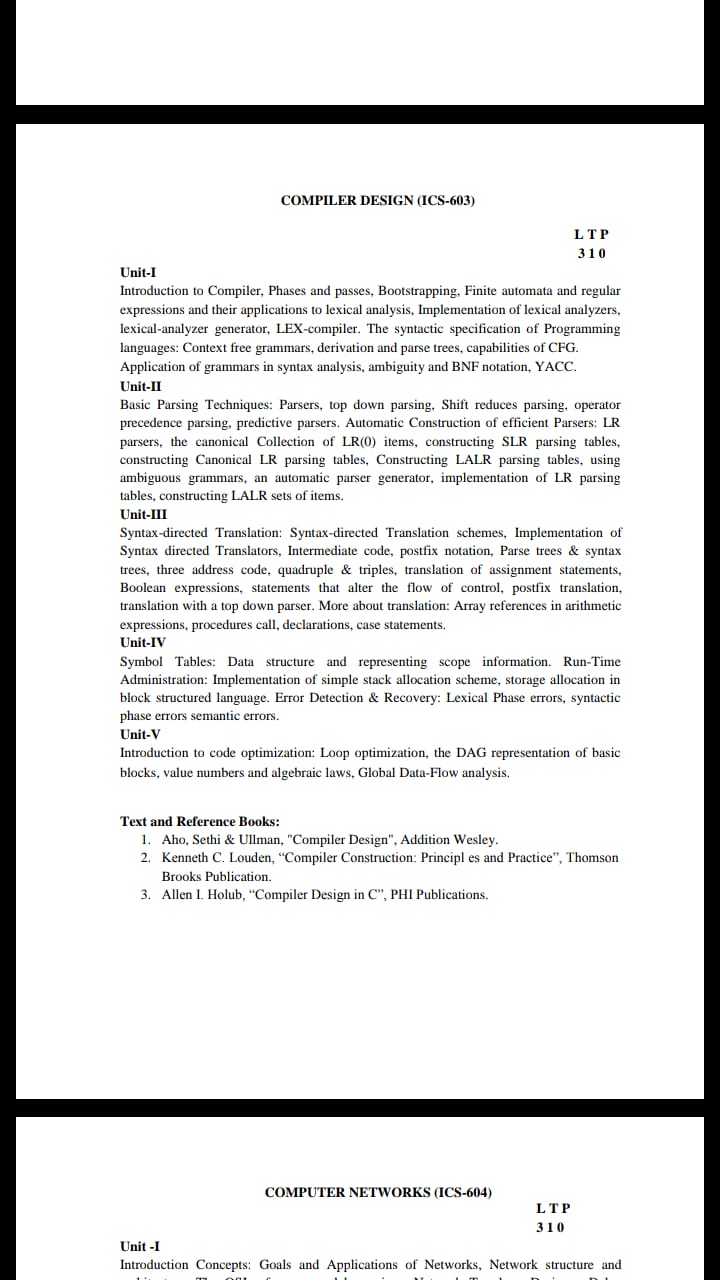 COMPILER DESIGN (ICS-603)
L T P
3 1 0
Unit-I
Introduction to Compiler, Phases and passes, Bootstrapping, Finite automata and regular
expressions and their applications to lexical analysis, Implementation of lexical analyzers,
lexical-analyzer generator, LEX-compiler. The syntactic specification of Programming
languages: Context free grammars, derivation and parse trees, capabilities of CFG.
Application of grammars in syntax analysis, ambiguity and BNF notation, YACC.
Unit-II
Basic Parsing Techniques: Parsers, top down parsing, Shift reduces parsing, operator
precedence parsing, predictive parsers. Automatic Construction of efficient Parsers: LR
parsers, the canonical Collection of LR(0) items, constructing SLR parsing tables,
constructing Canonical LR parsing tables, Constructing LALR parsing tables, using
ambiguous grammars, an automatic parser generator, implementation of LR parsing
tables, constructing LALR sets of items.
Unit-III
Syntax-directed Translation: Syntax-directed Translation schemes, Implementation of
Syntax directed Translators, Intermediate code, postfix notation, Parse trees & syntax
trees, three address code, quadruple & triples, translation of assignment statements,
Boolean expressions, statements that alter the flow of control, postfix translation,
translation with a top down parser. More about translation: Array references in arithmetic
expressions, procedures call, declarations, case statements.
Unit-IV
Symbol Tables: Data structure and representing scope information. Run-Time
Administration: Implementation of simple stack allocation scheme, storage allocation in
block structured language. Error Detection & Recovery: Lexical Phase errors, syntactic
phase errors semantic errors.
Unit-V
Introduction to code optimization: Loop optimization, the DAG representation of basic
blocks, value numbers and algebraic laws, Global Data-Flow analysis.
Text and Reference Books:
1. Aho, Sethi & Ullman, "Compiler Design", Addition Wesley.
2. Kenneth C. Louden, “Compiler Construction: Principl es and Practice”, Thomson
Brooks Publication.
3. Allen I. Holub, “Compiler Design in C”, PHI Publications.
COMPUTER NETWORKS (ICS-604)
L T P
3 1 0
Unit -I
Introduction Concepts: Goals and Applications of Networks, Network structure and